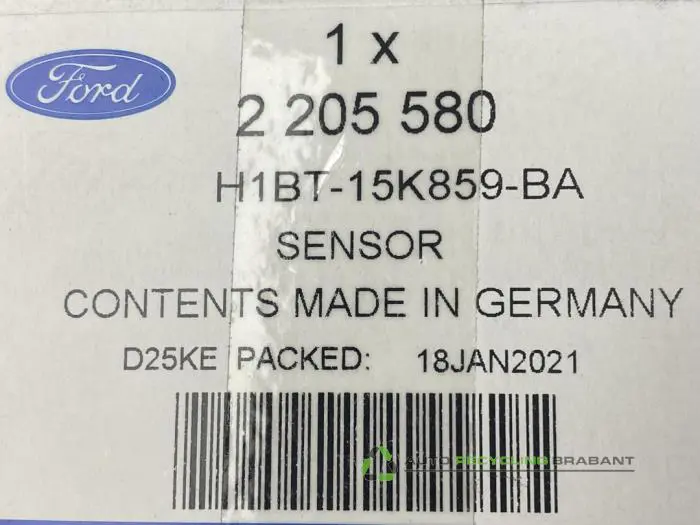 Ford
1 x
2 205 580
H1BT-15K859-BA
SENSOR
CONTENTS MADE IN GERMANY
D25KE PACKED: 18JAN2021
AUTO RECYCLING BRABANT